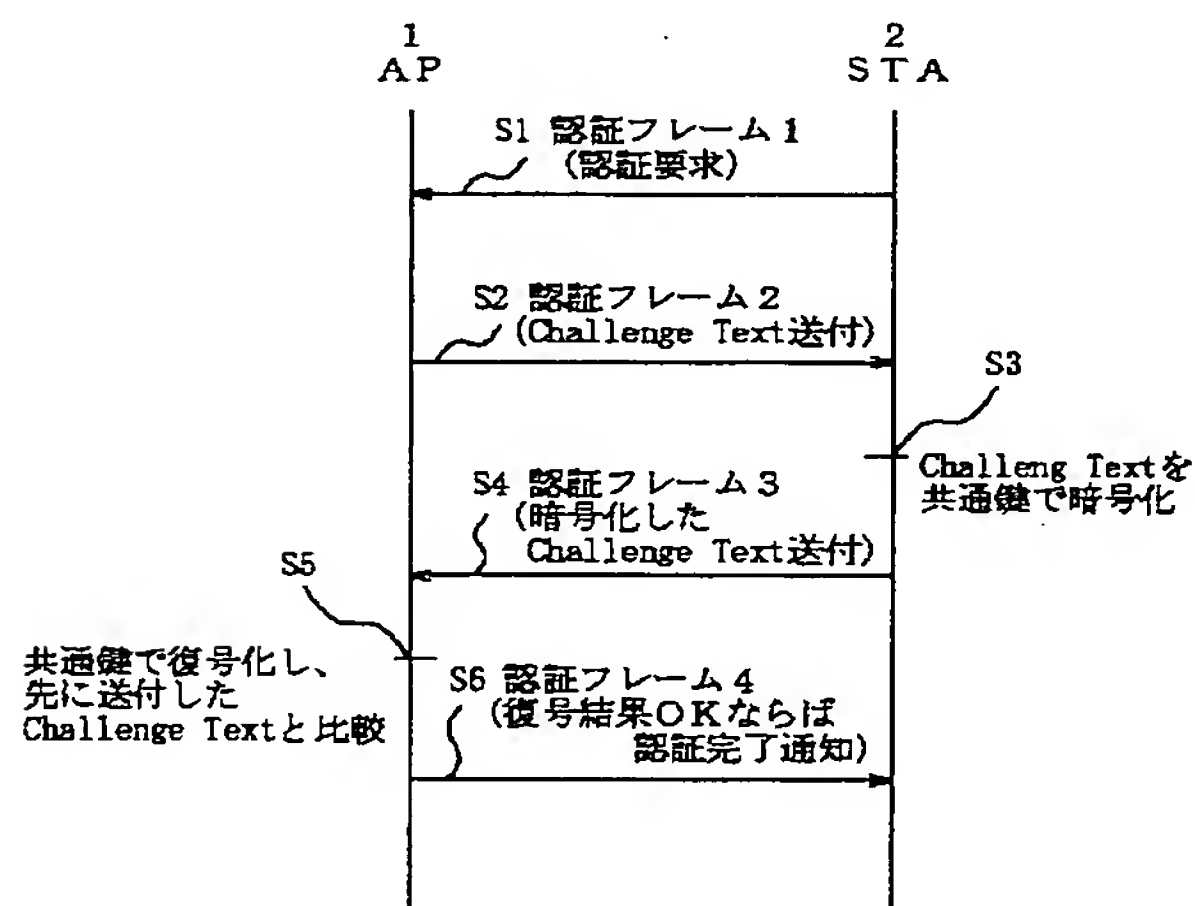 1
AP
2
STA
S1 認証フレーム1
(認証要求)
S2 認証フレーム2
(Challenge Text送付)
S3
Challeng Textを
共通鍵で暗号化
S4 認証フレーム3
(暗号化した
Challenge Text送付)
S5
共通鍵で復号化し、
先に送付した
Challenge Textと比較
S6 認証フレーム4
(復号結果OKならば
認証完了通知)